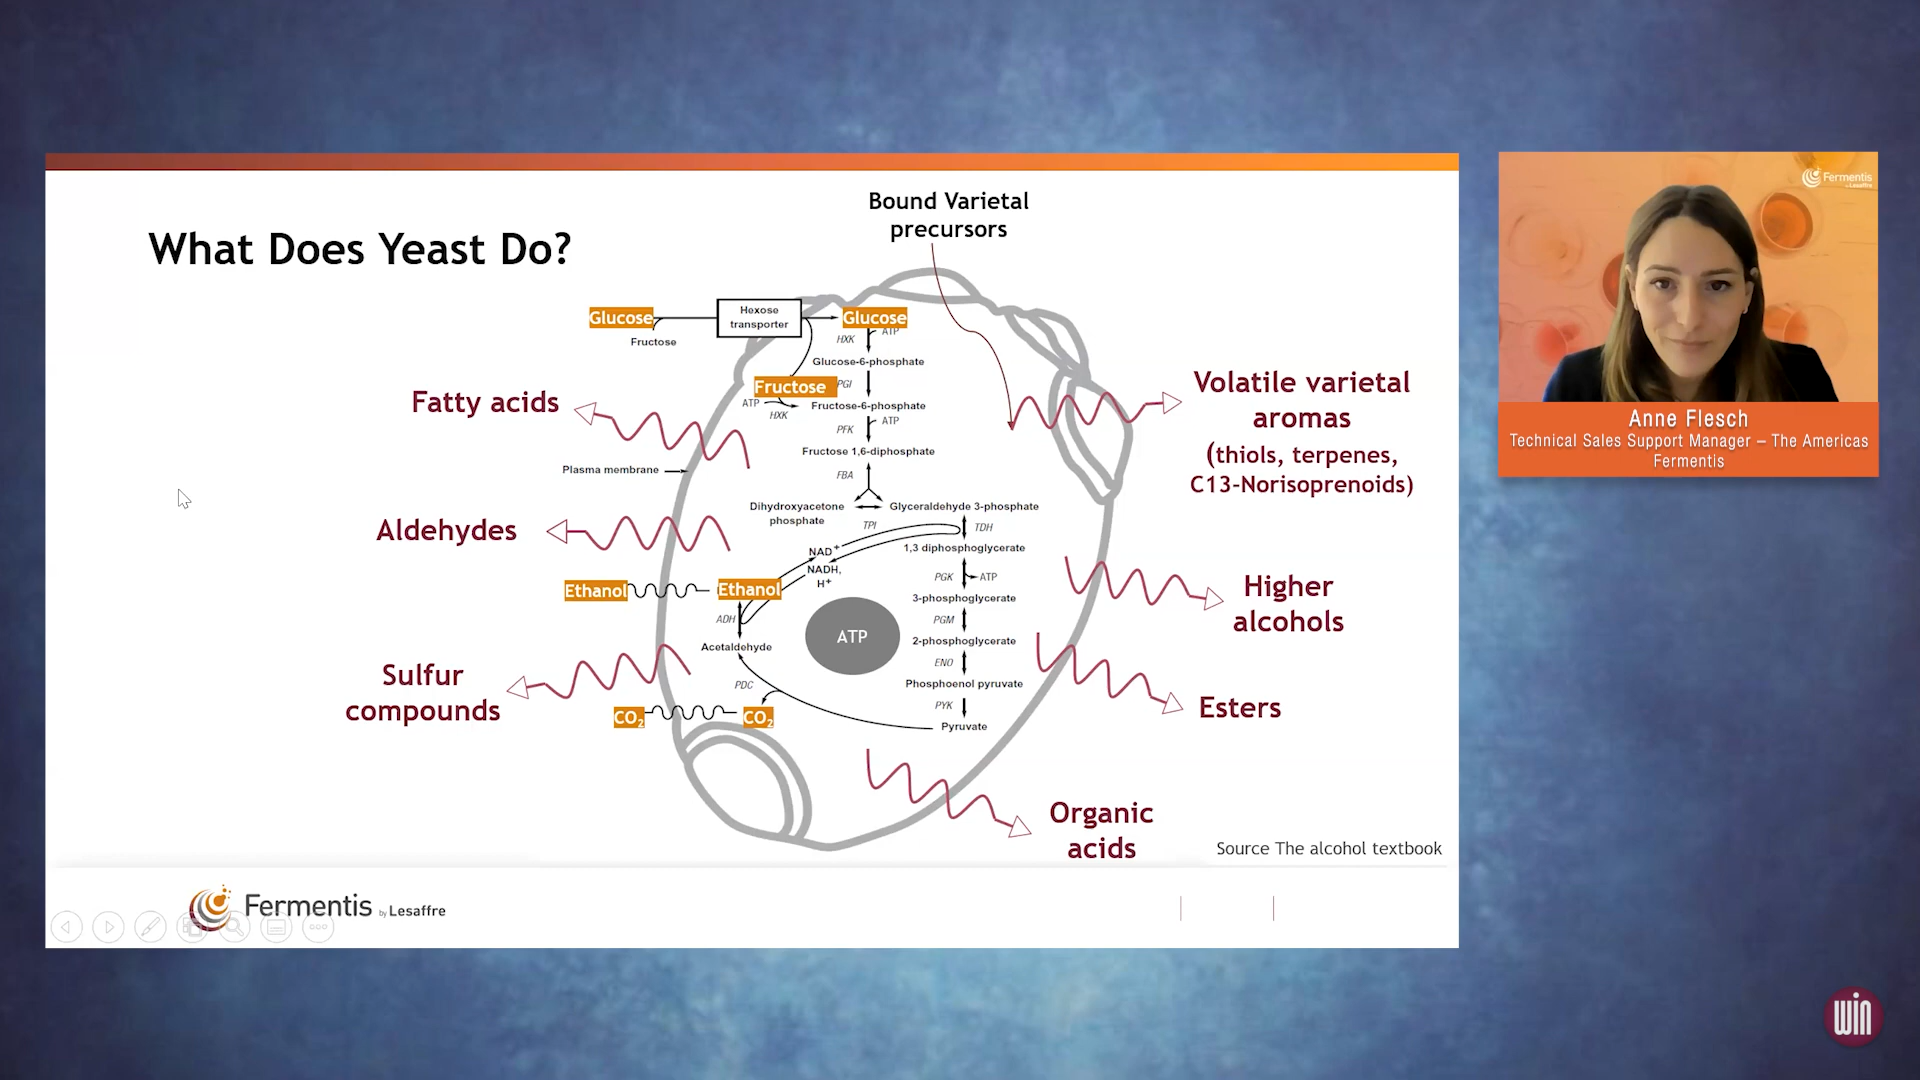 What Does Yeast Do?
Bound Varietal
precursors
Glucose
Fructose
Hexose
transporter
Glucose
HXK
ATP
Glucose-6-phosphate
Fructose
PGI
ATP
HXK
Fructose-6-phosphate
PFK
ATP
Fructose 1,6-diphosphate
FBA
Dihydroxyacetone
phosphate
Glyceraldehyde 3-phosphate
TPI
TDH
NAD+
NADH,
H+
1,3 diphosphoglycerate
PGK
ATP
3-phosphoglycerate
PGM
2-phosphoglycerate
ENO
Phosphoenol pyruvate
PYK
Pyruvate
Ethanol
Ethanol
ADH
Acetaldehyde
PDC
CO2
CO2
ATP
Plasma membrane
Fatty acids
Aldehydes
Sulfur
compounds
Volatile varietal
aromas
(thiols, terpenes,
C13-Norisoprenoids)
Higher
alcohols
Esters
Organic
acids
Source The alcohol textbook
Fermentis by Lesaffre
Fermentis
by Lesaffre
Anne Flesch
Technical Sales Support Manager – The Americas
Fermentis
win